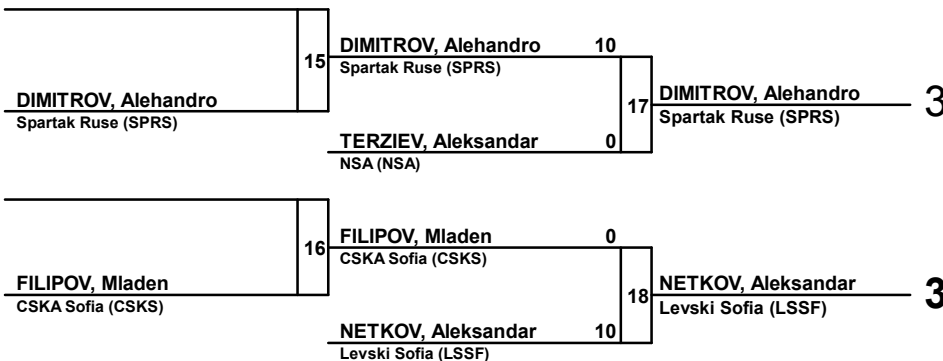 DIMITROV, Alehandro 10
15
Spartak Ruse (SPRS)
DIMITROV, Alehandro
Spartak Ruse (SPRS)
DIMITROV, Alehandro 3
17
Spartak Ruse (SPRS)
TERZIEV, Aleksandar 0
NSA (NSA)
FILIPOV, Mladen 0
16
CSKA Sofia (CSKS)
FILIPOV, Mladen
CSKA Sofia (CSKS)
NETKOV, Aleksandar 3
18
Levski Sofia (LSSF)
NETKOV, Aleksandar 10
Levski Sofia (LSSF)